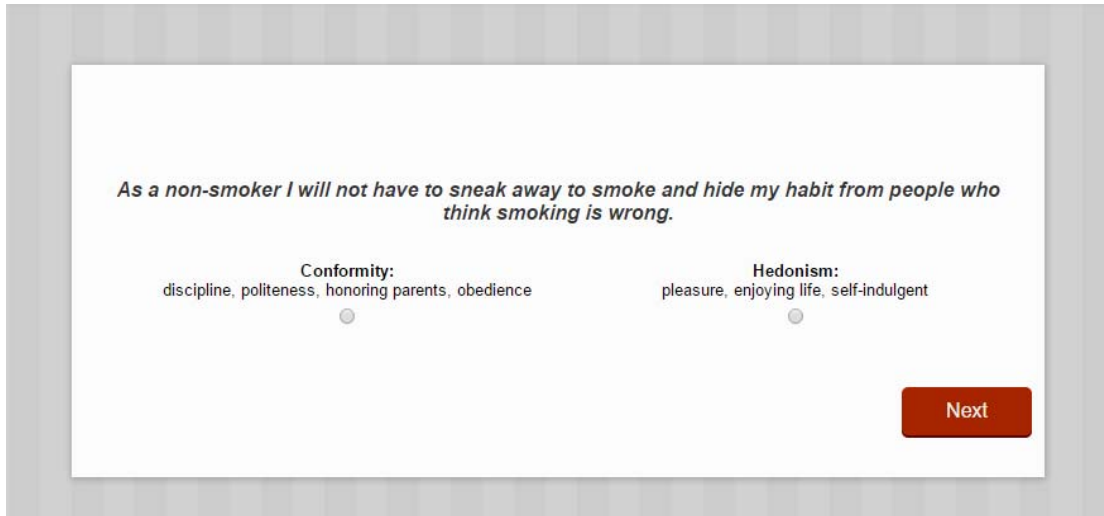 As a non-smoker I will not have to sneak away to smoke and hide my habit from people who
think smoking is wrong.
Conformity:
discipline, politeness, honoring parents, obedience
Hedonism:
pleasure, enjoying life, self-indulgent
Next